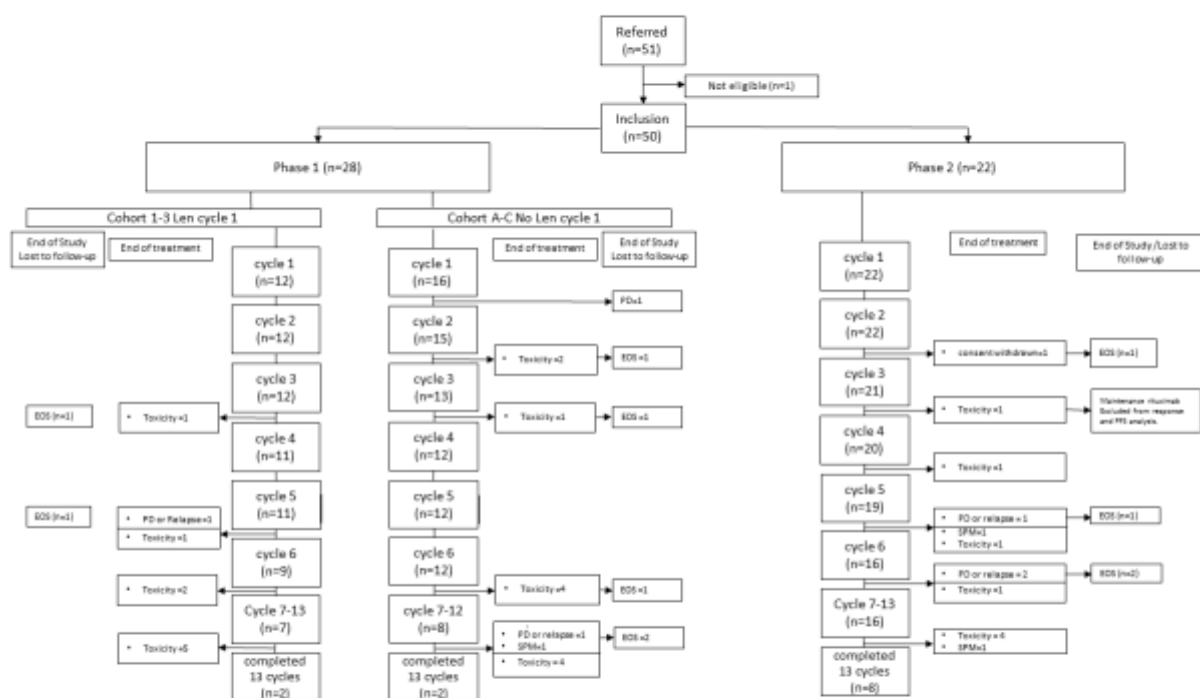 Referred
(n=51)
Not eligible (n=1)
Inclusion
(n=50)
Phase 1 (n=28)
Phase 2 (n=22)
Cohort 1-3 Len cycle 1
Cohort A-C No Len cycle 1
End of Study
Lost to follow-up
End of treatment
cycle 1
(n=12)
cycle 2
(n=12)
cycle 3
(n=12)
EOS (n=1)
• Toxicity =1
cycle 4
(n=11)
cycle 5
(n=11)
EOS (n=1)
• PD or Relapse =1
• Toxicity =1
cycle 6
(n=9)
• Toxicity =2
Cycle 7-13
(n=7)
• Toxicity =5
completed
13 cycles
(n=2)
End of treatment
End of Study
Lost to follow-up
cycle 1
(n=16)
PD=1
cycle 2
(n=15)
• Toxicity =2
EOS =1
cycle 3
(n=13)
• Toxicity =1
EOS =1
cycle 4
(n=12)
cycle 5
(n=12)
cycle 6
(n=12)
• Toxicity =4
EOS =1
cycle 7-12
(n=8)
• PD or relapse =1
• SPM=1
• Toxicity = 4
EOS =2
completed
13 cycles
(n=2)
End of treatment
End of Study /Lost to
follow-up
cycle 1
(n=22)
cycle 2
(n=22)
• consent withdrawn=1
EOS (n=1)
cycle 3
(n=21)
• Toxicity =1
Maintenance rituximab
Excluded from response
and PFS analysis.
cycle 4
(n=20)
• Toxicity =1
cycle 5
(n=19)
• PD or relapse = 1
• SPM=1
• Toxicity =1
EOS (n=1)
cycle 6
(n=16)
• PD or relapse = 2
• Toxicity =1
EOS (n=2)
Cycle 7-13
(n=16)
• Toxicity = 4
• SPM=1
completed
13 cycles
(n=8)